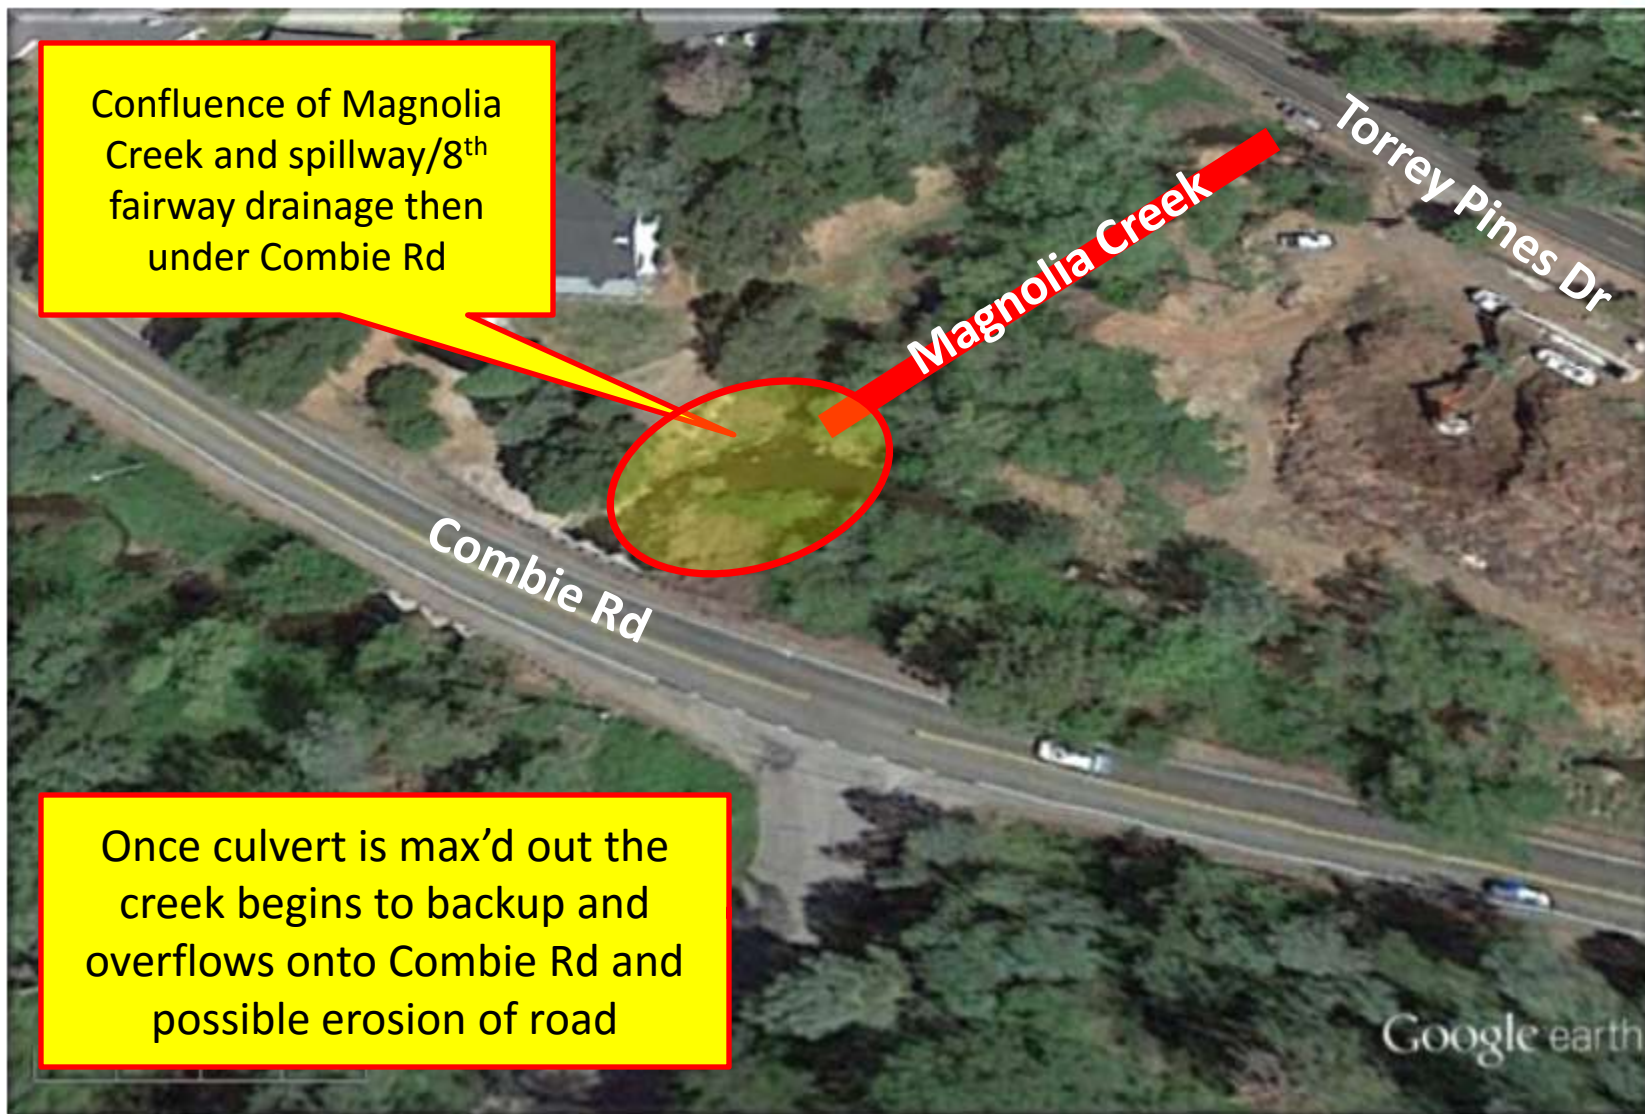 Confluence of Magnolia
Creek and spillway/8th
fairway drainage then
under Combie Rd
Torrey Pines Dr
Magnolia Creek
Combie Rd
Once culvert is max’d out the
creek begins to backup and
overflows onto Combie Rd and
possible erosion of road
Google earth